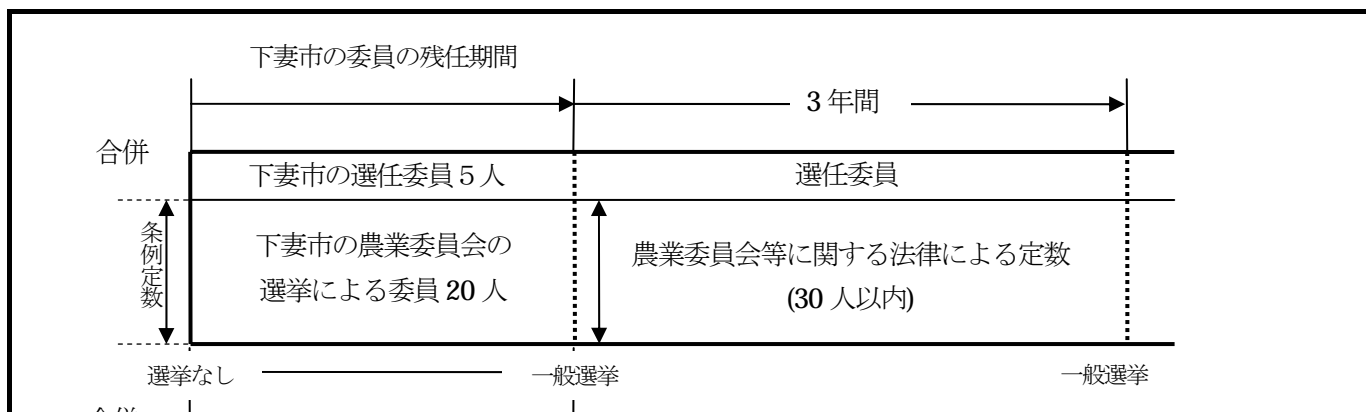 下妻市の委員の残任期間
3年間
合併
下妻市の選任委員5人
選任委員
条例定数
下妻市の農業委員会の
選挙による委員20人
農業委員会等に関する法律による定数
(30人以内)
選挙なし
一般選挙
一般選挙